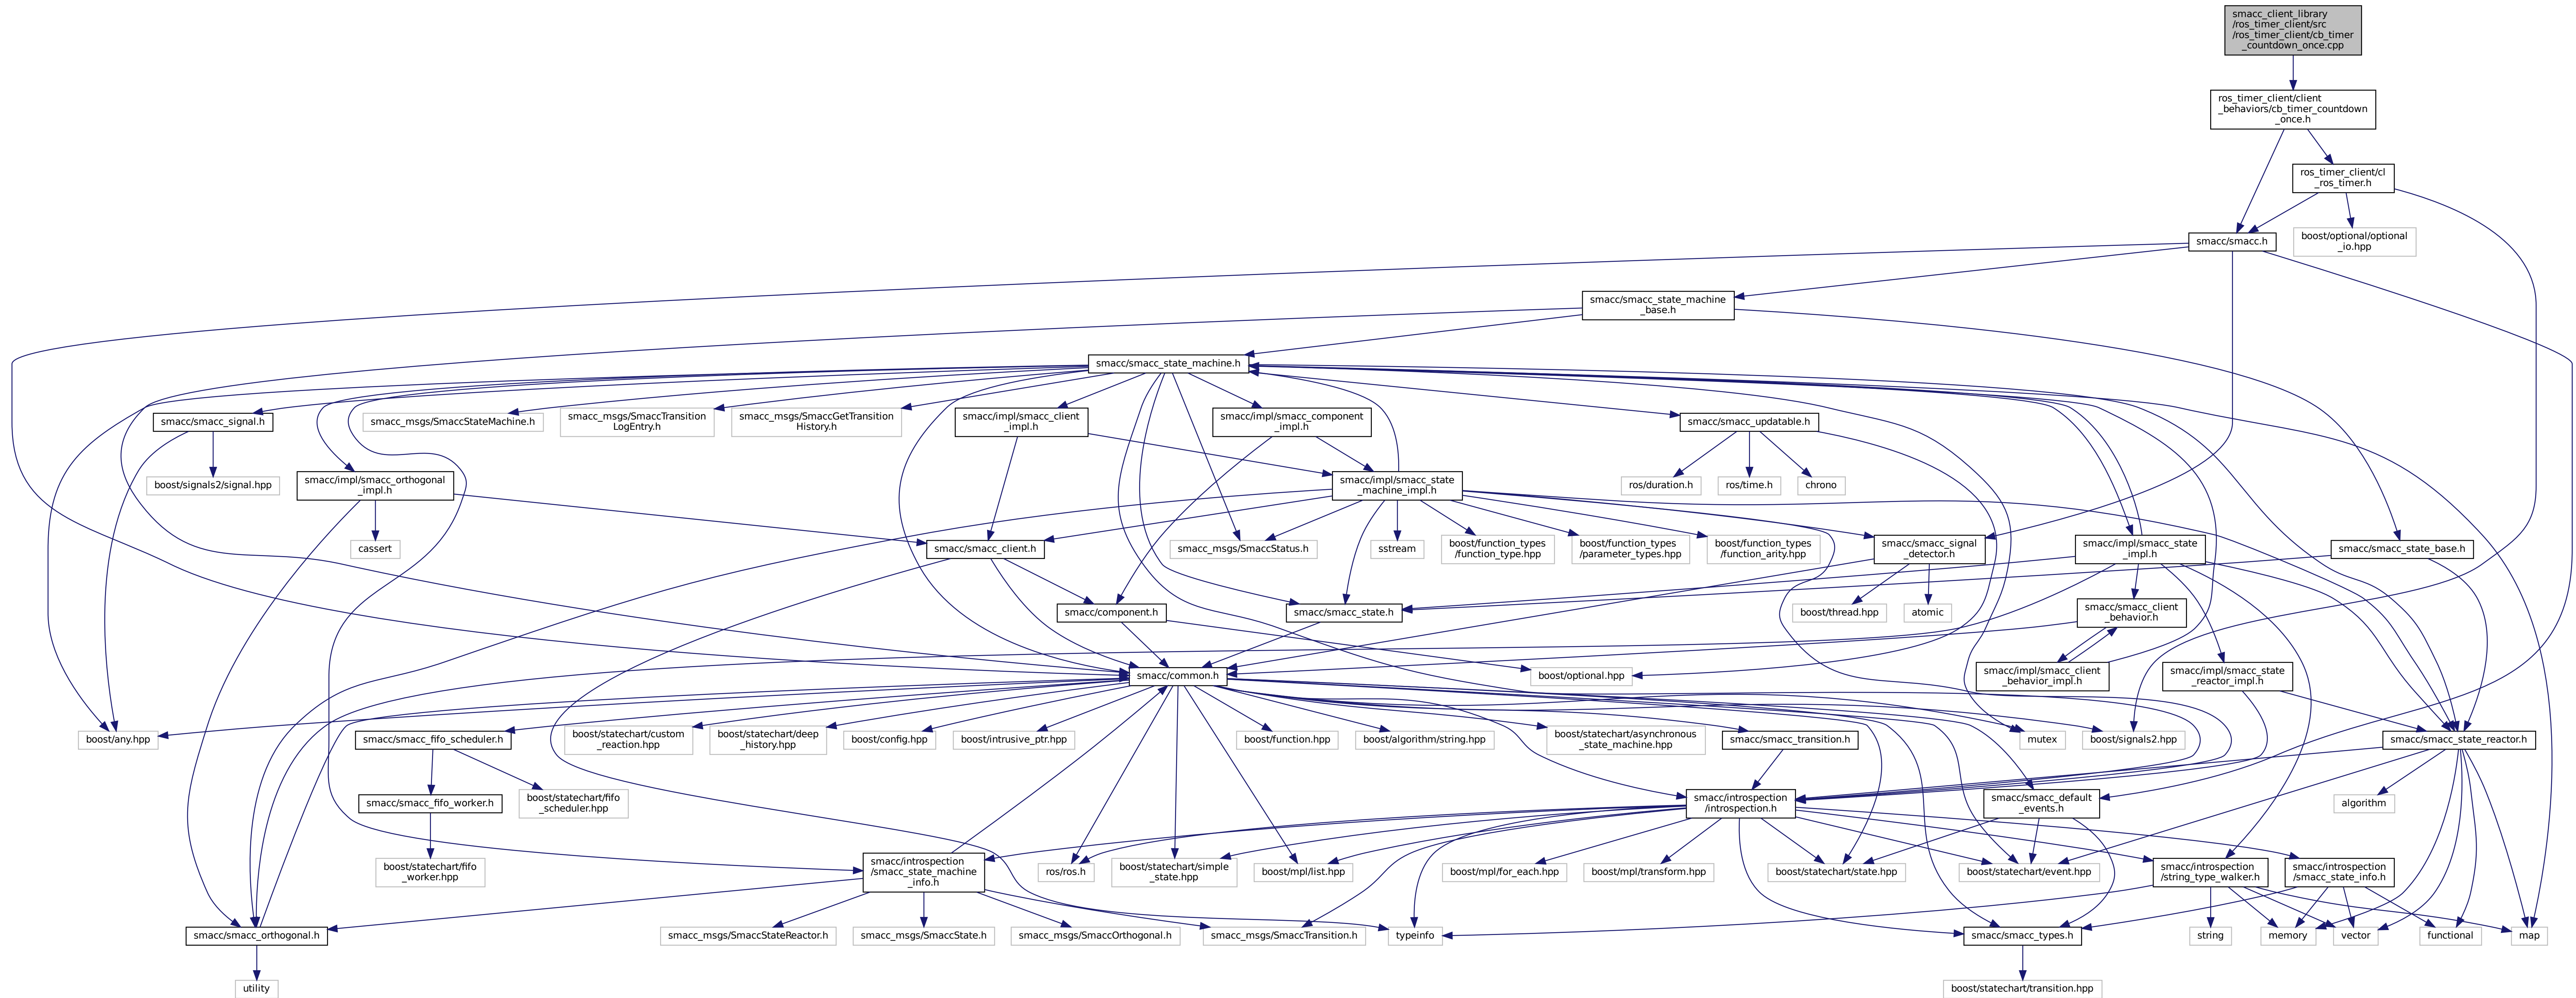 smacc_client_library
/ros_timer_client/src
/ros_timer_client/cb_timer
_countdown_once.cpp
ros_timer_client/client
_behaviors/cb_timer_countdown
_once.h
ros_timer_client/cl
_ros_timer.h
smacc/smacc.h
boost/optional/optional
_io.hpp
smacc/smacc_state_machine
_base.h
smacc/smacc_state_machine.h
smacc/smacc_signal.h
smacc_msgs/SmaccStateMachine.h
smacc_msgs/SmaccTransition
LogEntry.h
smacc_msgs/SmaccGetTransition
History.h
smacc/impl/smacc_client
_impl.h
smacc/impl/smacc_component
_impl.h
smacc/smacc_updatable.h
boost/signals2/signal.hpp
smacc/impl/smacc_orthogonal
_impl.h
smacc/impl/smacc_state
_machine_impl.h
ros/duration.h
ros/time.h
chrono
cassert
smacc/smacc_client.h
smacc_msgs/SmaccStatus.h
sstream
boost/function_types
/function_type.hpp
boost/function_types
/parameter_types.hpp
boost/function_types
/function_arity.hpp
smacc/smacc_signal
_detector.h
smacc/impl/smacc_state
_impl.h
smacc/smacc_state_base.h
smacc/component.h
smacc/smacc_state.h
boost/thread.hpp
atomic
smacc/smacc_client
_behavior.h
smacc/common.h
boost/optional.hpp
smacc/impl/smacc_client
_behavior_impl.h
smacc/impl/smacc_state
_reactor_impl.h
boost/any.hpp
smacc/smacc_fifo_scheduler.h
boost/statechart/custom
_reaction.hpp
boost/statechart/deep
_history.hpp
boost/config.hpp
boost/intrusive_ptr.hpp
boost/function.hpp
boost/algorithm/string.hpp
boost/statechart/asynchronous
_state_machine.hpp
smacc/smacc_transition.h
mutex
boost/signals2.hpp
smacc/smacc_state_reactor.h
smacc/smacc_fifo_worker.h
boost/statechart/fifo
_scheduler.hpp
smacc/introspection
/introspection.h
smacc/smacc_default
_events.h
algorithm
boost/statechart/fifo
_worker.hpp
smacc/introspection
/smacc_state_machine
_info.h
ros/ros.h
boost/statechart/simple
_state.hpp
boost/mpl/list.hpp
boost/mpl/for_each.hpp
boost/mpl/transform.hpp
boost/statechart/state.hpp
boost/statechart/event.hpp
smacc/introspection
/string_type_walker.h
smacc/introspection
/smacc_state_info.h
smacc/smacc_orthogonal.h
smacc_msgs/SmaccStateReactor.h
smacc_msgs/SmaccState.h
smacc_msgs/SmaccOrthogonal.h
smacc_msgs/SmaccTransition.h
typeinfo
smacc/smacc_types.h
string
memory
vector
functional
map
utility
boost/statechart/transition.hpp